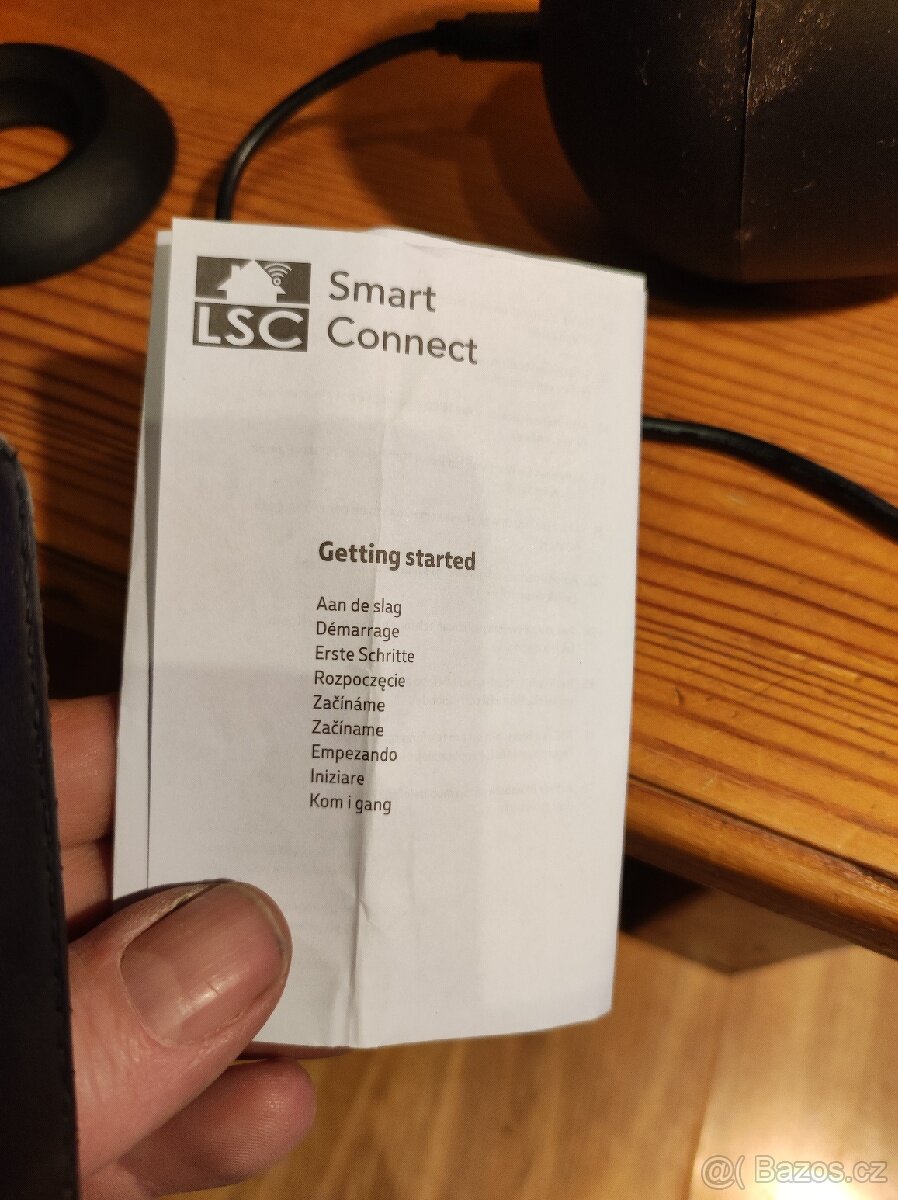 LSC
Smart
Connect
Getting started
Aan de slag
Démarrage
Erste Schritte
Rozpoczęcie
Začínáme
Začíname
Empezando
Iniziare
Kom i gang
@( Bazos.cz